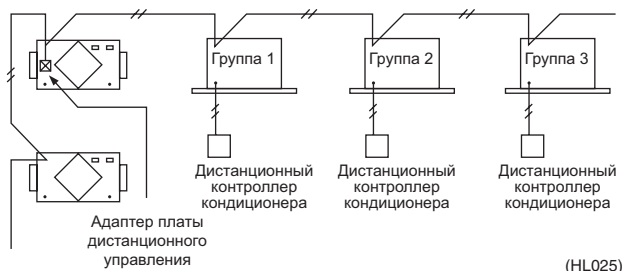 Группа 1
Группа 2
Группа 3
Дистанционный
контроллер
кондиционера
Дистанционный
контроллер
кондиционера
Дистанционный
контроллер
кондиционера
Адаптер платы
дистанционного
управления
(HL025)